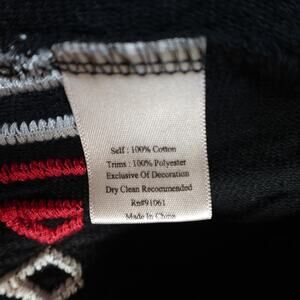 Self : 100% Cotton
Trims : 100% Polyester
Exclusive Of Decoration
Dry Clean Recommended
Rn#91061
Made In China